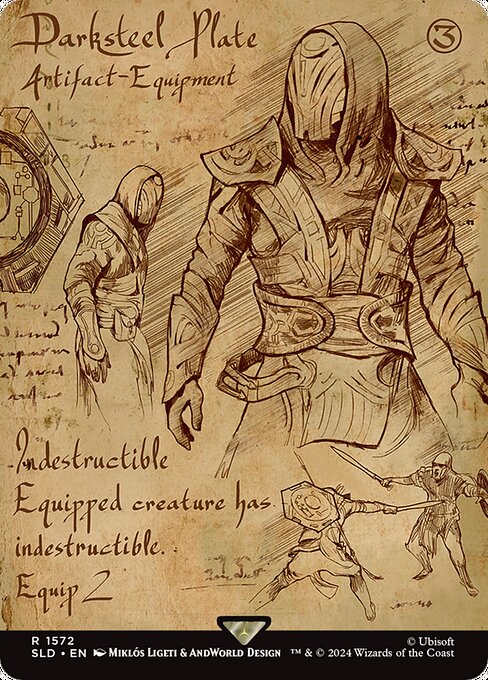 Darksteel Plate
3
Artifact–Equipment
Indestructible
Equipped creature has
indestructible.
Equip 2
R 1572
SLD • EN MIKLÓS LIGETI & ANDWORLD DESIGN
© Ubisoft
™ & © 2024 Wizards of the Coast